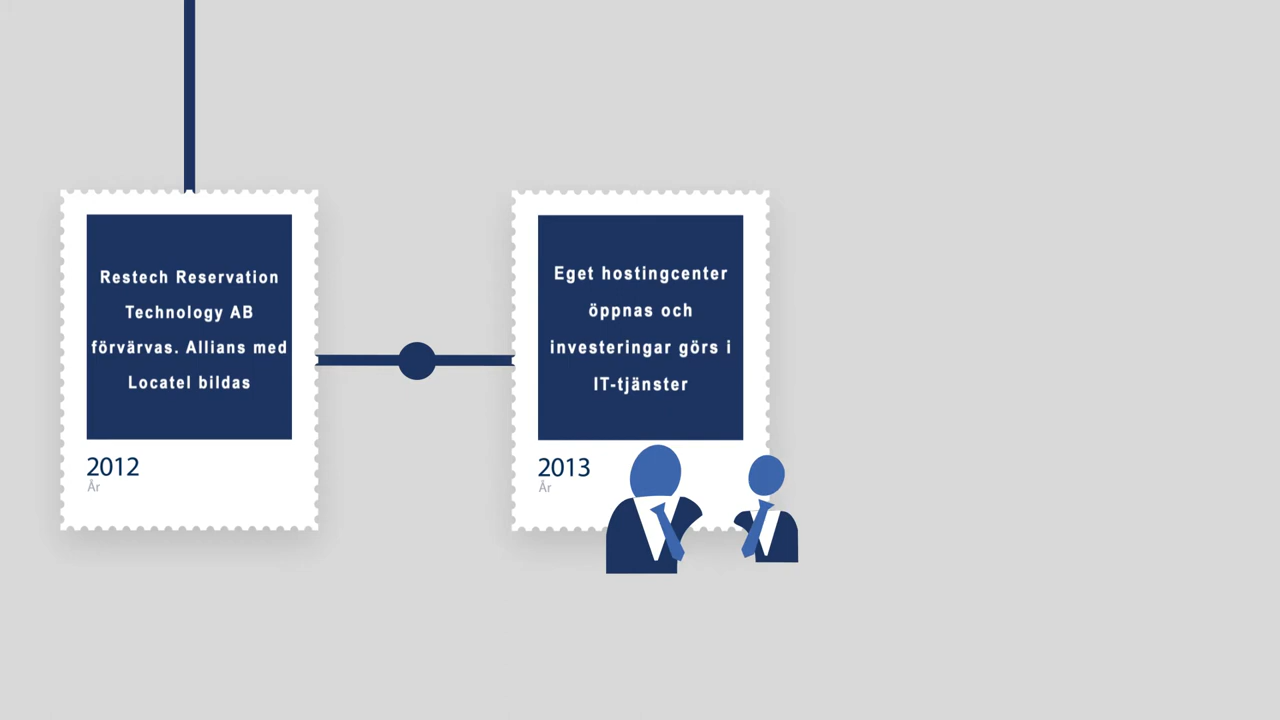 Restech Reservation
Technology AB
förvärvas. Allians med
Locatel bildas
2012
År
Eget hostingcenter
öppnas och
investeringar görs i
IT-tjänster
2013
År